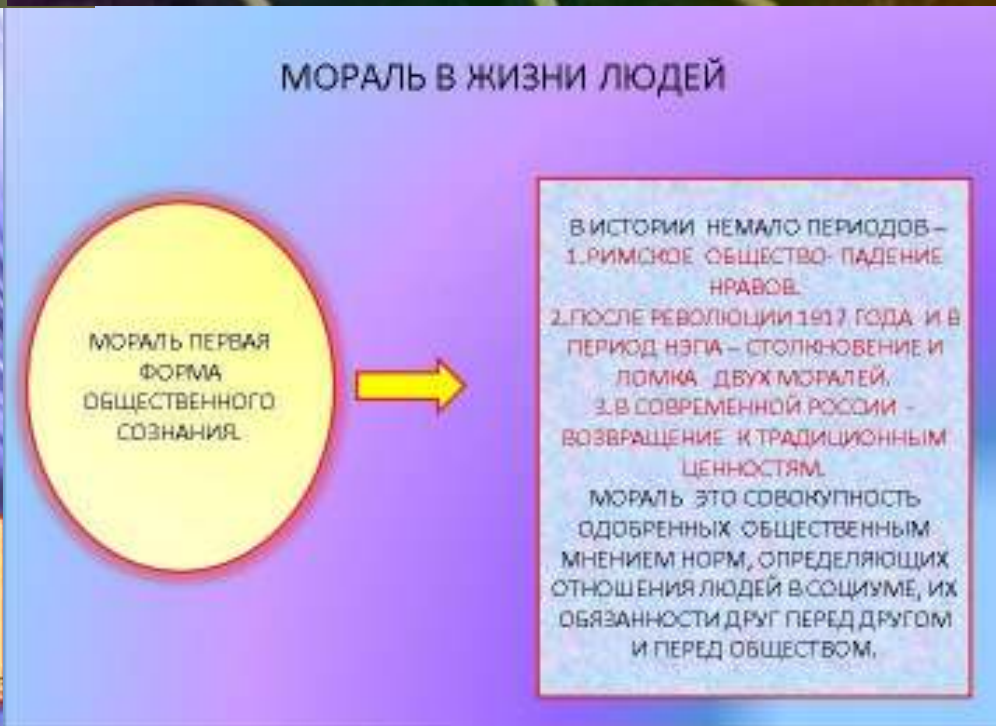 МОРАЛЬ В ЖИЗНИ ЛЮДЕЙ
МОРАЛЬ ПЕРВАЯ
ФОРМА
ОБЩЕСТВЕННОГО
СОЗНАНИЯ.
В ИСТОРИИ НЕМАЛО ПЕРИОДОВ –
1.РИМСКОЕ ОБЩЕСТВО- ПАДЕНИЕ
НРАВОВ.
2.ПОСЛЕ РЕВОЛЮЦИИ 1917 ГОДА И В
ПЕРИОД НЭПА – СТОЛКНОВЕНИЕ И
ЛОМКА ДВУХ МОРАЛЕЙ.
3.В СОВРЕМЕННОЙ РОССИИ -
ВОЗВРАЩЕНИЕ К ТРАДИЦИОННЫМ
ЦЕННОСТЯМ.
МОРАЛЬ ЭТО СОВОКУПНОСТЬ
ОДОБРЕННЫХ ОБЩЕСТВЕННЫМ
МНЕНИЕМ НОРМ, ОПРЕДЕЛЯЮЩИХ
ОТНОШЕНИЯ ЛЮДЕЙ В СОЦИУМЕ, ИХ
ОБЯЗАННОСТИ ДРУГ ПЕРЕД ДРУГОМ
И ПЕРЕД ОБЩЕСТВОМ.